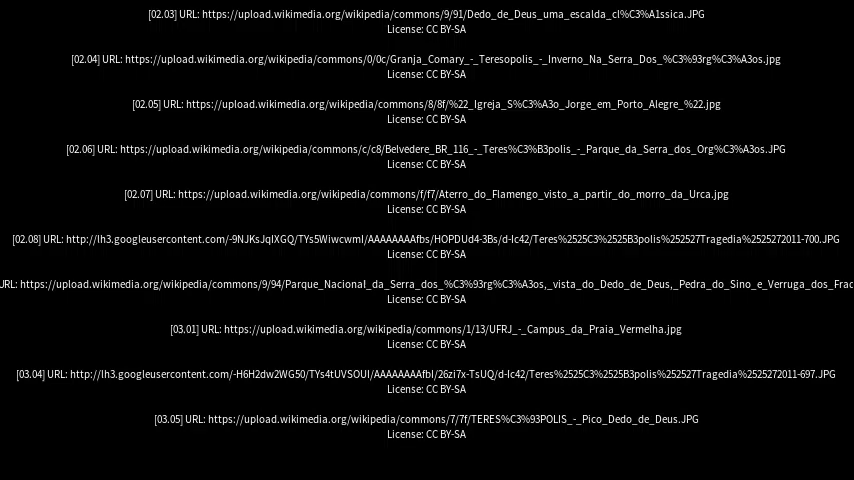 [02.03] URL: https://upload.wikimedia.org/wikipedia/commons/9/91/Dedo_de_Deus_uma_escalda_cl%C3%A1ssica.JPG
License: CC BY-SA
[02.04] URL: https://upload.wikimedia.org/wikipedia/commons/0/0c/Granja_Comary_-_Teresopolis_-_Inverno_Na_Serra_Dos_%C3%93rg%C3%A3os.jpg
License: CC BY-SA
[02.05] URL: https://upload.wikimedia.org/wikipedia/commons/8/8f/%22_Igreja_S%C3%A3o_Jorge_em_Porto_Alegre_%22.jpg
License: CC BY-SA
[02.06] URL: https://upload.wikimedia.org/wikipedia/commons/c/c8/Belvedere_BR_116_-_Teres%C3%B3polis_-_Parque_da_Serra_dos_Org%C3%A3os.JPG
License: CC BY-SA
[02.07] URL: https://upload.wikimedia.org/wikipedia/commons/f/f7/Aterro_do_Flamengo_visto_a_partir_do_morro_da_Urca.jpg
License: CC BY-SA
[02.08] URL: http://lh3.googleusercontent.com/-9NJKsJqIXGQ/TYs5WiwcwmI/AAAAAAAAfbs/HOPDUd4-3Bs/d-Ic42/Teres%2525C3%2525B3polis%252527Tragedia%2525272011-700.JPG
License: CC BY-SA
URL: https://upload.wikimedia.org/wikipedia/commons/9/94/Parque_Nacional_da_Serra_dos_%C3%93rg%C3%A3os,_vista_do_Dedo_de_Deus,_Pedra_do_Sino_e_Verruga_dos_Frac
License: CC BY-SA
[03.01] URL: https://upload.wikimedia.org/wikipedia/commons/1/13/UFRJ_-_Campus_da_Praia_Vermelha.jpg
License: CC BY-SA
[03.04] URL: http://lh3.googleusercontent.com/-H6H2dw2WG50/TYs4tUVSOUI/AAAAAAAAfbI/26zi7x-TsUQ/d-Ic42/Teres%2525C3%2525B3polis%252527Tragedia%2525272011-697.JPG
License: CC BY-SA
[03.05] URL: https://upload.wikimedia.org/wikipedia/commons/7/7f/TERES%C3%93POLIS_-_Pico_Dedo_de_Deus.JPG
License: CC BY-SA